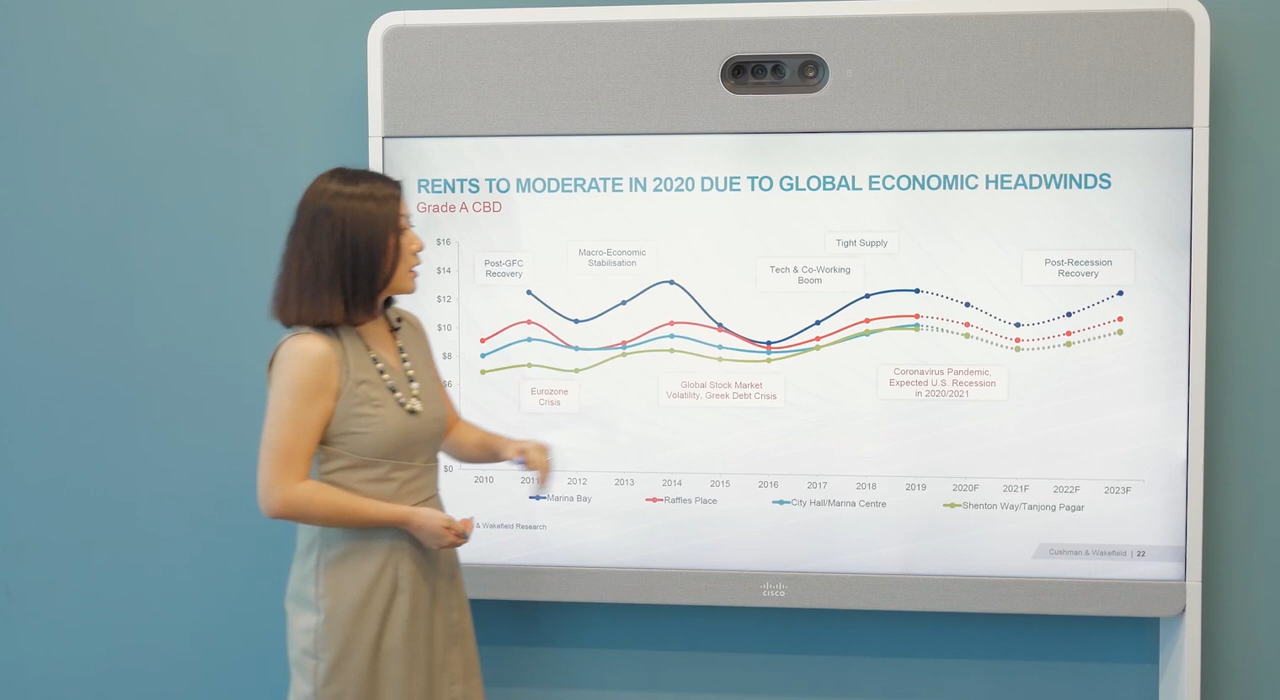 RENTS TO MODERATE IN 2020 DUE TO GLOBAL ECONOMIC HEADWINDS
Grade A CBD
$16
$14
$12
$10
$8
$6
$0
Post-GFC
Recovery
Macro-Economic
Stabilisation
Tech & Co-Working
Boom
Tight Supply
Post-Recession
Recovery
Eurozone
Crisis
Global Stock Market
Volatility, Greek Debt Crisis
Coronavirus Pandemic,
Expected U.S. Recession
in 2020/2021
2010 2011 2012 2013 2014 2015 2016 2017 2018 2019 2020F 2021F 2022F 2023F
Marina Bay Raffles Place City Hall/Marina Centre Shenton Way/Tanjong Pagar
& Wakefield Research
Cushman & Wakefield | 22
CISCO